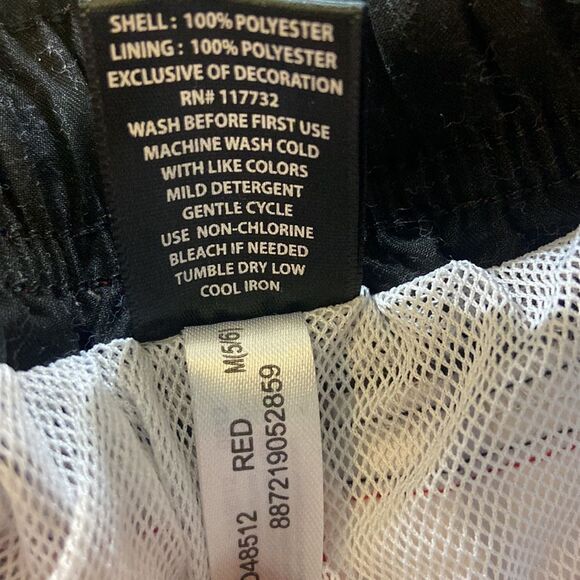 SHELL: 100% POLYESTER
LINING: 100% POLYESTER
EXCLUSIVE OF DECORATION
RN# 117732
WASH BEFORE FIRST USE
MACHINE WASH COLD
WITH LIKE COLORS
MILD DETERGENT
GENTLE CYCLE
USE NON-CHLORINE
BLEACH IF NEEDED
TUMBLE DRY LOW
COOL IRON
M(5/6)
048512 RED
887219052859